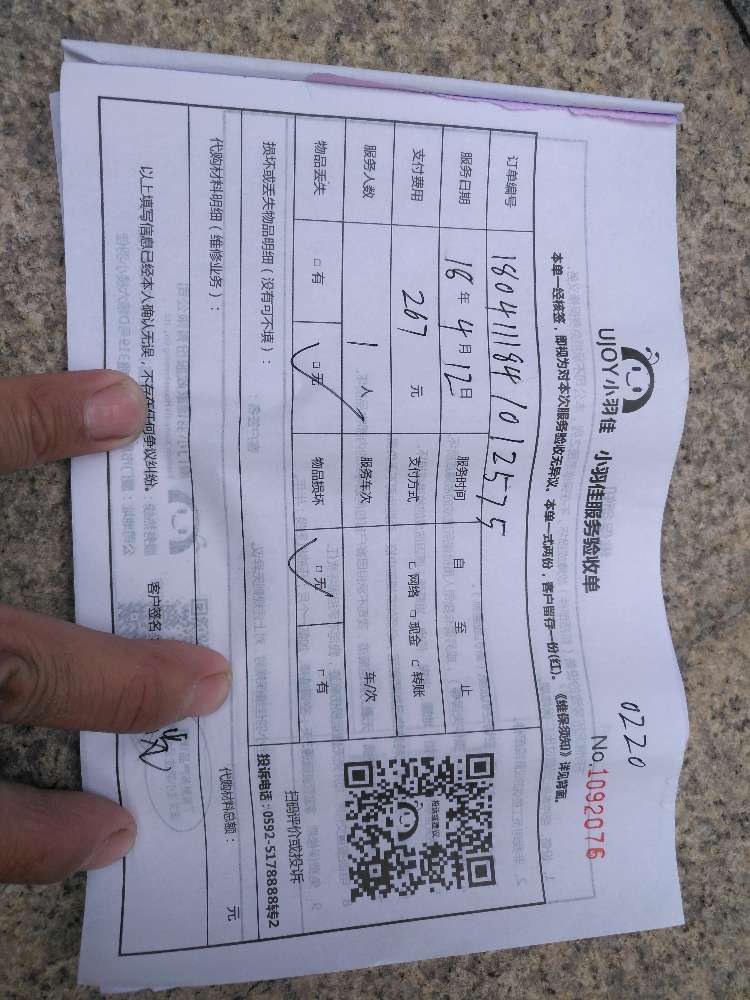 0220
UJOY小羽佳 小羽佳服务验收单
No.1092076
本单一经核签，即视为对本次服务验收无异议。本单一式两份，客户留存一份(红)。《维保须知》详见背面。
订单编号 1804111841012575
服务日期 18年4月12日 服务时间 自 至 止
支付费用 267 元 支付方式 □网络 □现金 □转账
服务人数 1 人 服务车次 车/次
物品丢失 □有 □无 物品损坏 □无 □有
扫码评价或投诉
投诉电话：0592-5178888转2
损坏或丢失物品明细（没有可不填）：
代购材料明细（维修业务）： 代购材料总额： 元
以上填写信息已经本人确认无误，不存在任何争议纠纷。 客户签名：